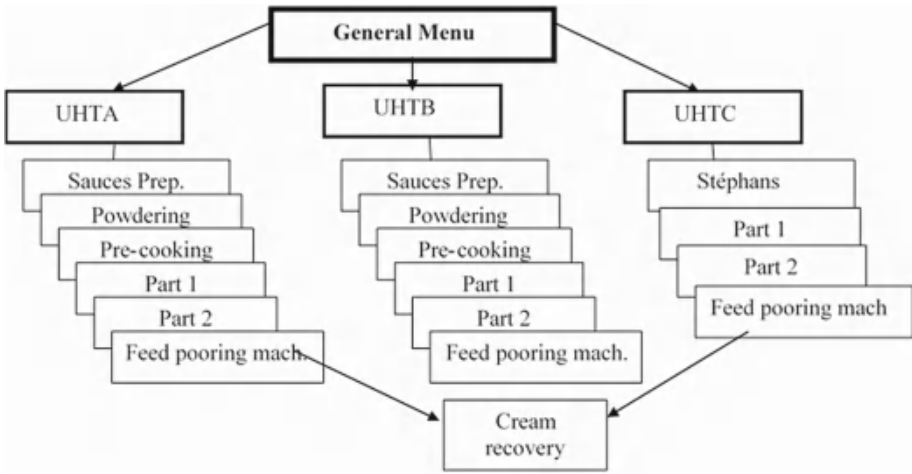 General Menu
UHTA
UHTB
UHTC
Sauces Prep.
Powdering
Pre-cooking
Part 1
Part 2
Feed pooring mach.
Sauces Prep.
Powdering
Pre-cooking
Part 1
Part 2
Feed pooring mach.
Stéphans
Part 1
Part 2
Feed pooring mach
Cream
recovery